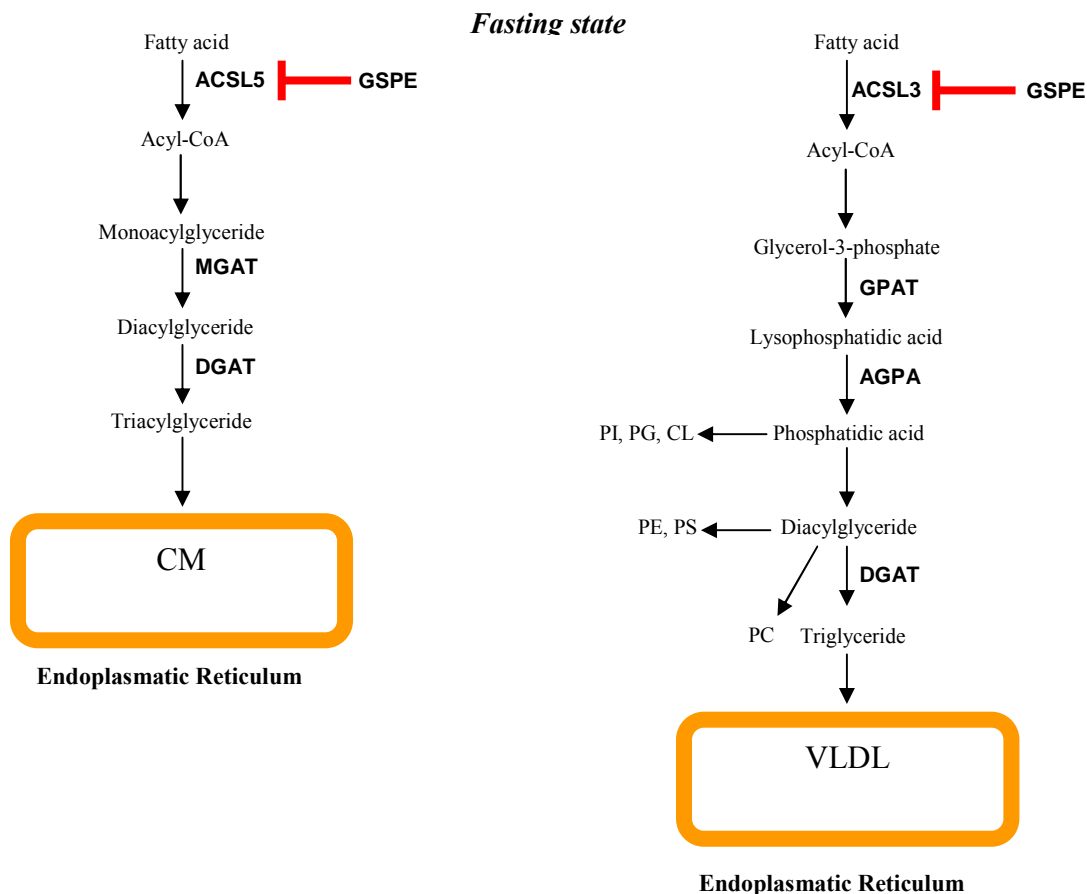 Fasting state
Fatty acid
ACSL5
GSPE
Acyl-CoA
Monoacylglyceride
MGAT
Diacylglyceride
DGAT
Triacylglyceride
CM
Endoplasmatic Reticulum
Fatty acid
ACSL3
GSPE
Acyl-CoA
Glycerol-3-phosphate
GPAT
Lysophosphatidic acid
AGPA
PI, PG, CL
Phosphatidic acid
PE, PS
Diacylglyceride
DGAT
PC
Triglyceride
VLDL
Endoplasmatic Reticulum